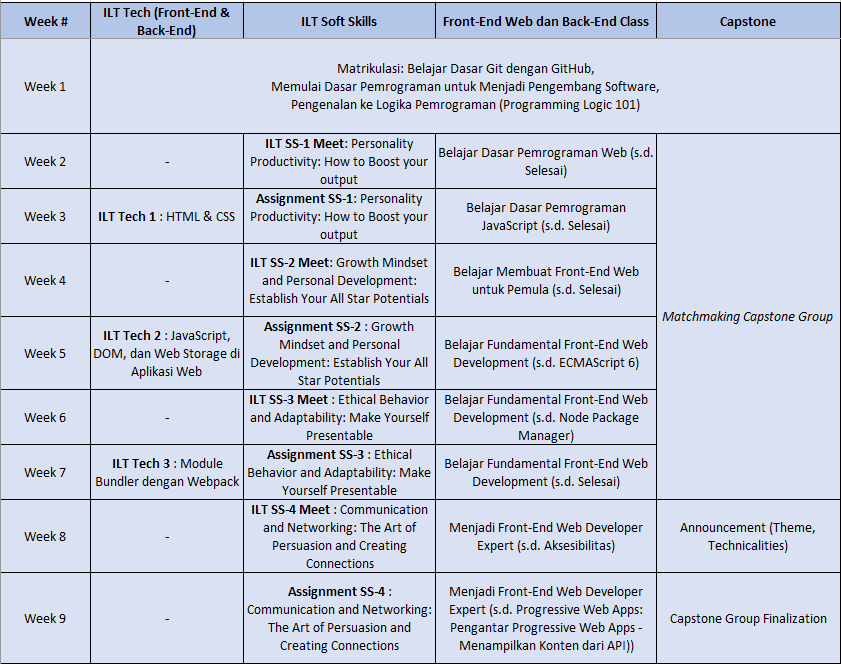 Week #
ILT Tech (Front-End &
Back-End)
ILT Soft Skills
Front-End Web dan Back-End Class
Capstone
Week 1
Matrikulasi: Belajar Dasar Git dengan GitHub,
Memulai Dasar Pemrograman untuk Menjadi Pengembang Software,
Pengenalan ke Logika Pemrograman (Programming Logic 101)
Week 2
-
ILT SS-1 Meet: Personality
Productivity: How to Boost your
output
Belajar Dasar Pemrograman Web (s.d.
Selesai)
Matchmaking Capstone Group
Week 3
ILT Tech 1 : HTML & CSS
Assignment SS-1: Personality
Productivity: How to Boost your
output
Belajar Dasar Pemrograman
JavaScript (s.d. Selesai)
Week 4
-
ILT SS-2 Meet: Growth Mindset
and Personal Development:
Establish Your All Star Potentials
Belajar Membuat Front-End Web
untuk Pemula (s.d. Selesai)
Week 5
ILT Tech 2 : JavaScript,
DOM, dan Web Storage di
Aplikasi Web
Assignment SS-2 : Growth
Mindset and Personal
Development: Establish Your All
Star Potentials
Belajar Fundamental Front-End Web
Development (s.d. ECMAScript 6)
Week 6
-
ILT SS-3 Meet : Ethical Behavior
and Adaptability: Make Yourself
Presentable
Belajar Fundamental Front-End Web
Development (s.d. Node Package
Manager)
Week 7
ILT Tech 3 : Module
Bundler dengan Webpack
Assignment SS-3 : Ethical
Behavior and Adaptability: Make
Yourself Presentable
Belajar Fundamental Front-End Web
Development (s.d. Selesai)
Week 8
-
ILT SS-4 Meet : Communication
and Networking: The Art of
Persuasion and Creating
Connections
Menjadi Front-End Web Developer
Expert (s.d. Aksesibilitas)
Announcement (Theme,
Technicalities)
Week 9
-
Assignment SS-4 :
Communication and Networking:
The Art of Persuasion and
Creating Connections
Menjadi Front-End Web Developer
Expert (s.d. Progressive Web Apps:
Pengantar Progressive Web Apps -
Menampilkan Konten dari API))
Capstone Group Finalization